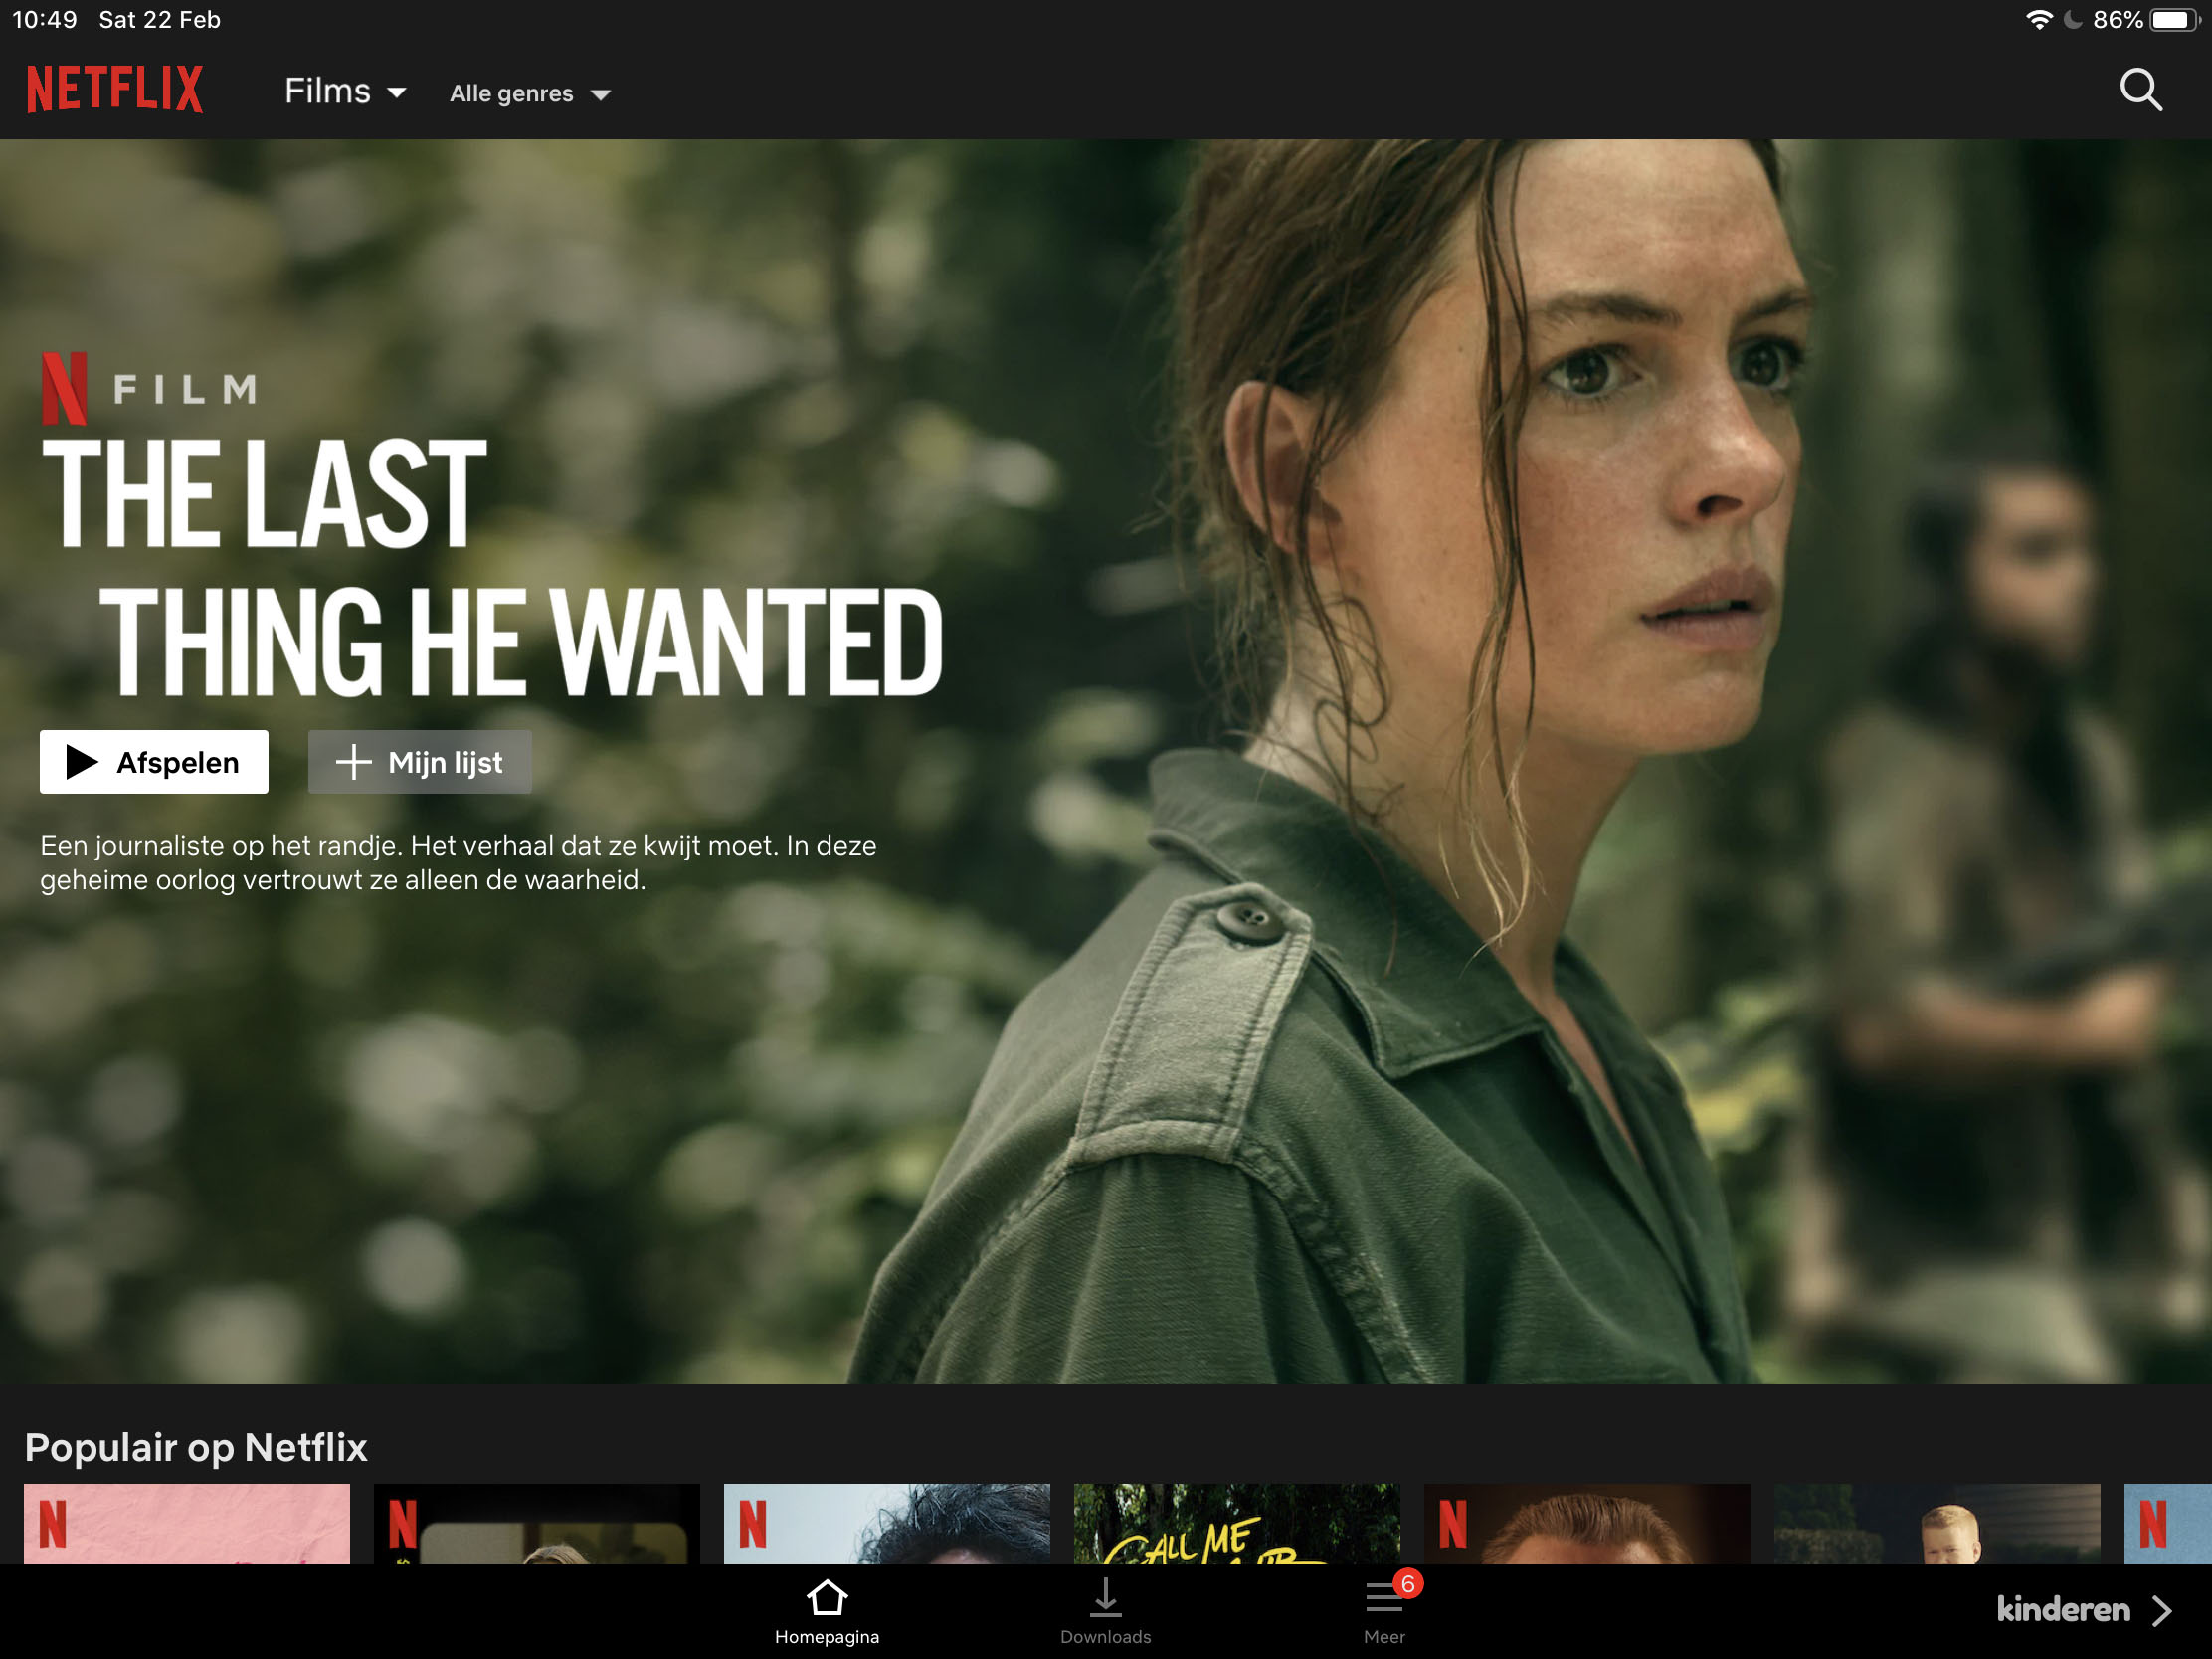 10:49 Sat 22 Feb 86%
NETFLIX Films Alle genres
N FILM
THE LAST
THING HE WANTED
Afspelen Mijn lijst
Een journaliste op het randje. Het verhaal dat ze kwijt moet. In deze
geheime oorlog vertrouwt ze alleen de waarheid.
Populair op Netflix
N N N N N
CALL ME
6
Homepagina Downloads Meer kinderen